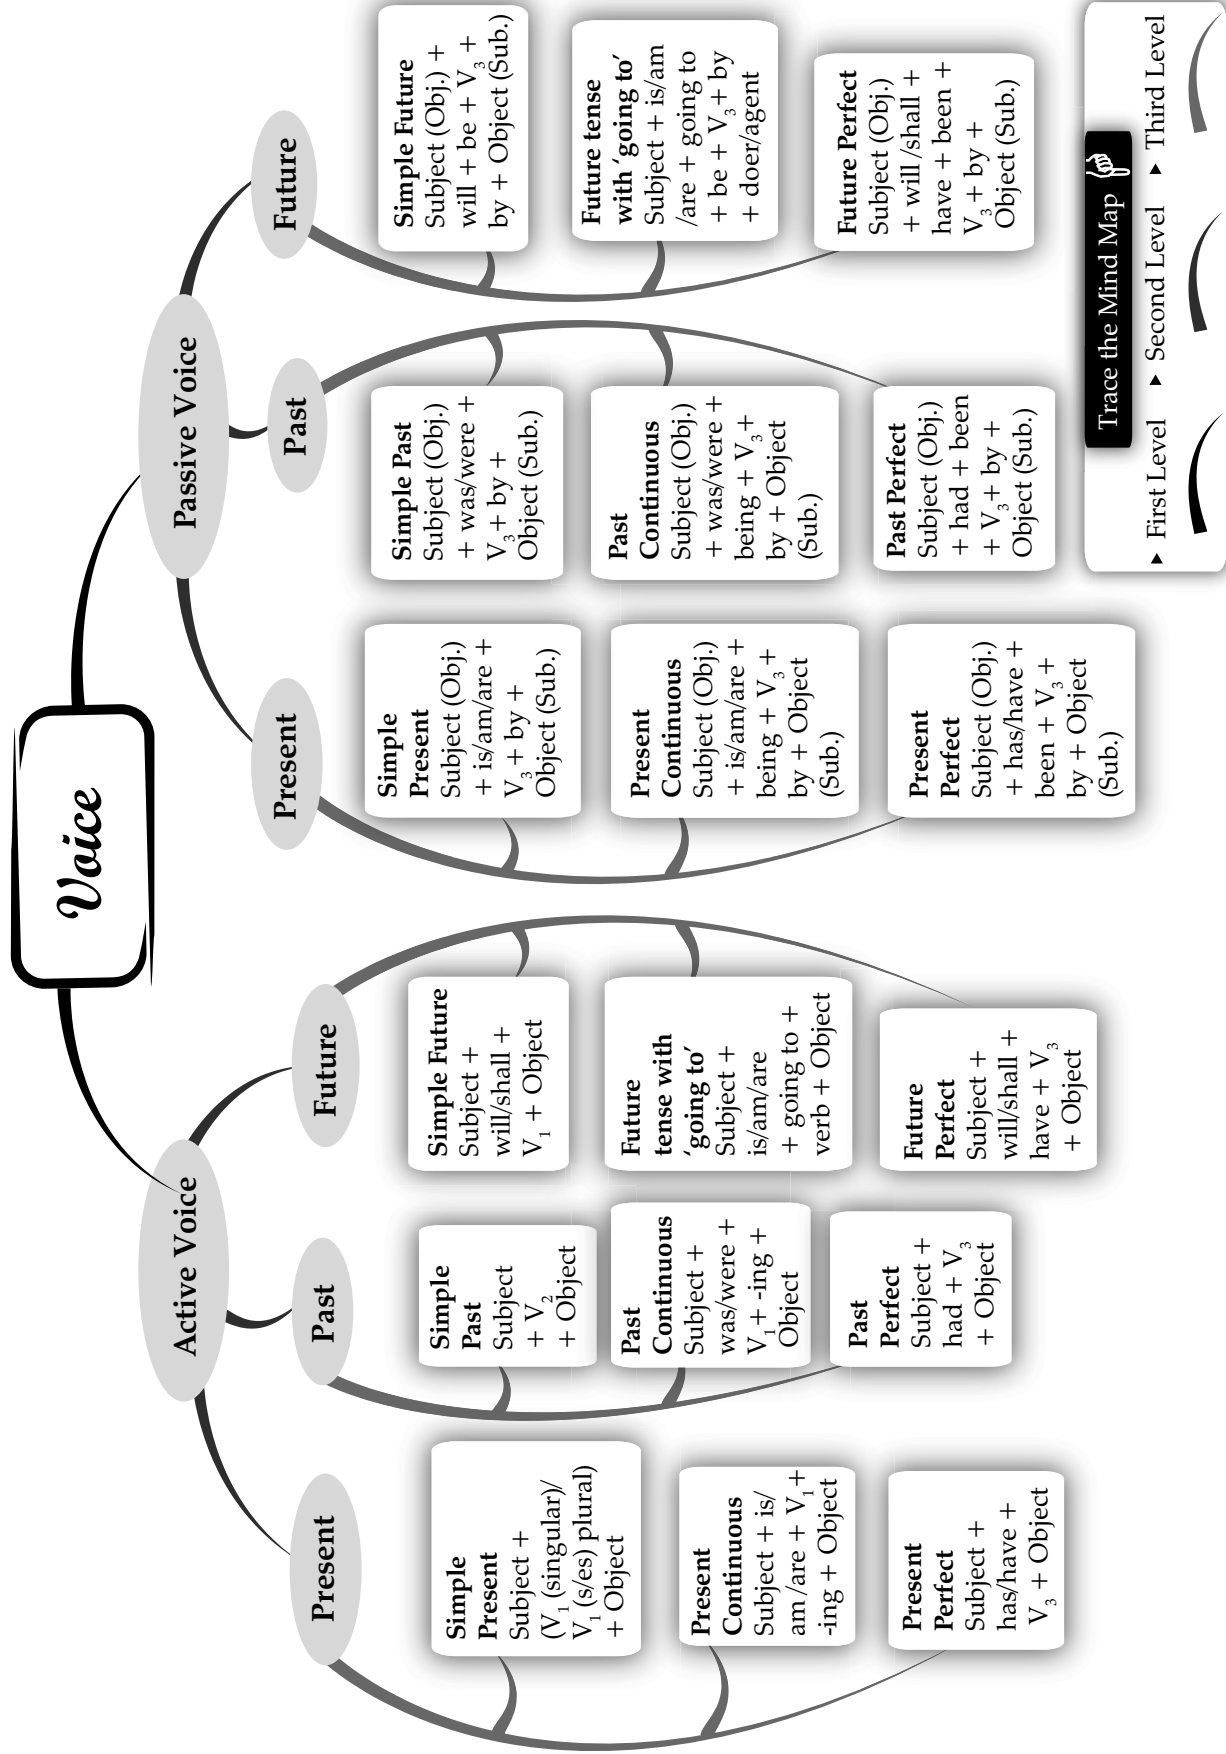 Voice
Active Voice
Present
Simple
Present
Subject +
(V1 (singular)/
V1 (s/es) plural)
+ Object
Present
Continuous
Subject + is/
am /are + V1+
-ing + Object
Present
Perfect
Subject +
has/have +
V3 + Object
Past
Simple
Past
Subject
+ V2
+ Object
Past
Continuous
Subject +
was/were +
V1+ -ing +
Object
Past
Perfect
Subject +
had + V3
+ Object
Future
Simple Future
Subject +
will/shall +
V1 + Object
Future
tense with
‘going to’
Subject +
is/am/are
+ going to +
verb + Object
Future
Perfect
Subject +
will/shall +
have + V3
+ Object
Passive Voice
Present
Simple
Present
Subject (Obj.)
+ is/am/are +
V3 + by +
Object (Sub.)
Present
Continuous
Subject (Obj.)
+ is/am/are +
being + V3 +
by + Object
(Sub.)
Present
Perfect
Subject (Obj.)
+ has/have +
been + V3 +
by + Object
(Sub.)
Past
Simple Past
Subject (Obj.)
+ was/were +
V3+ by +
Object (Sub.)
Past
Continuous
Subject (Obj.)
+ was/were +
being + V3+
by + Object
(Sub.)
Past Perfect
Subject (Obj.)
+ had + been
+ V3+ by +
Object (Sub.)
Future
Simple Future
Subject (Obj.) +
will + be + V3 +
by + Object (Sub.)
Future tense
with ‘going to’
Subject + is/am
/are + going to
+ be + V3 + by
+ doer/agent
Future Perfect
Subject (Obj.)
+ will /shall +
have + been +
V3 + by +
Object (Sub.)
Trace the Mind Map
▸ First Level ▸ Second Level ▸ Third Level